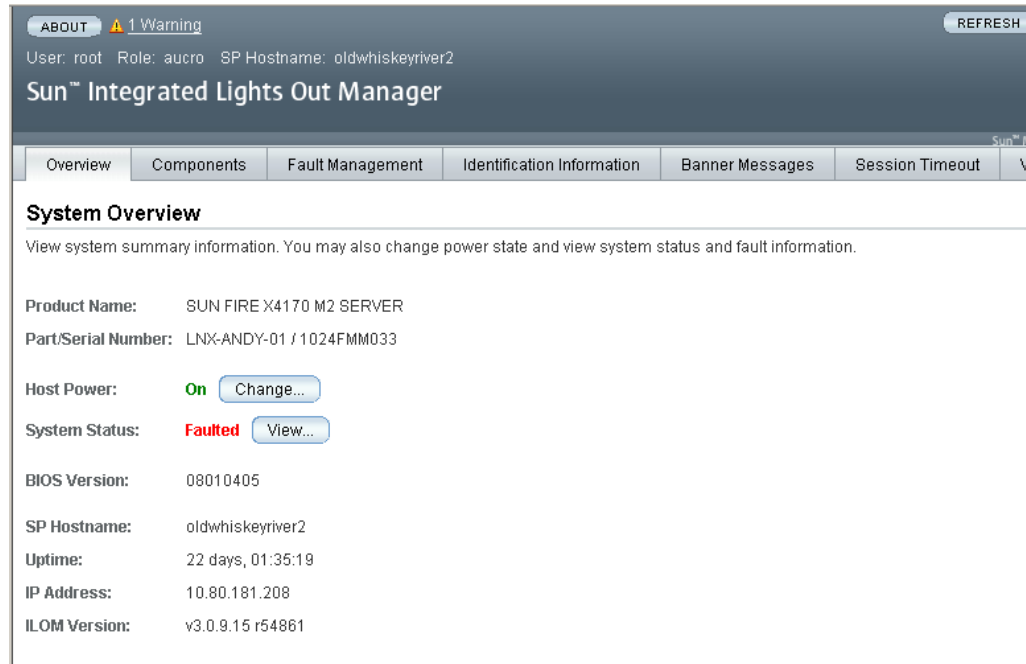 ABOUT 1 Warning REFRESH
User: root Role: aucro SP Hostname: oldwhiskeyriver2
Sun™ Integrated Lights Out Manager
Sun™
Overview Components Fault Management Identification Information Banner Messages Session Timeout
System Overview
View system summary information. You may also change power state and view system status and fault information.
Product Name: SUN FIRE X4170 M2 SERVER
Part/Serial Number: LNX-ANDY-01 / 1024FMM033
Host Power: On Change...
System Status: Faulted View...
BIOS Version: 08010405
SP Hostname: oldwhiskeyriver2
Uptime: 22 days, 01:35:19
IP Address: 10.80.181.208
ILOM Version: v3.0.9.15 r54861